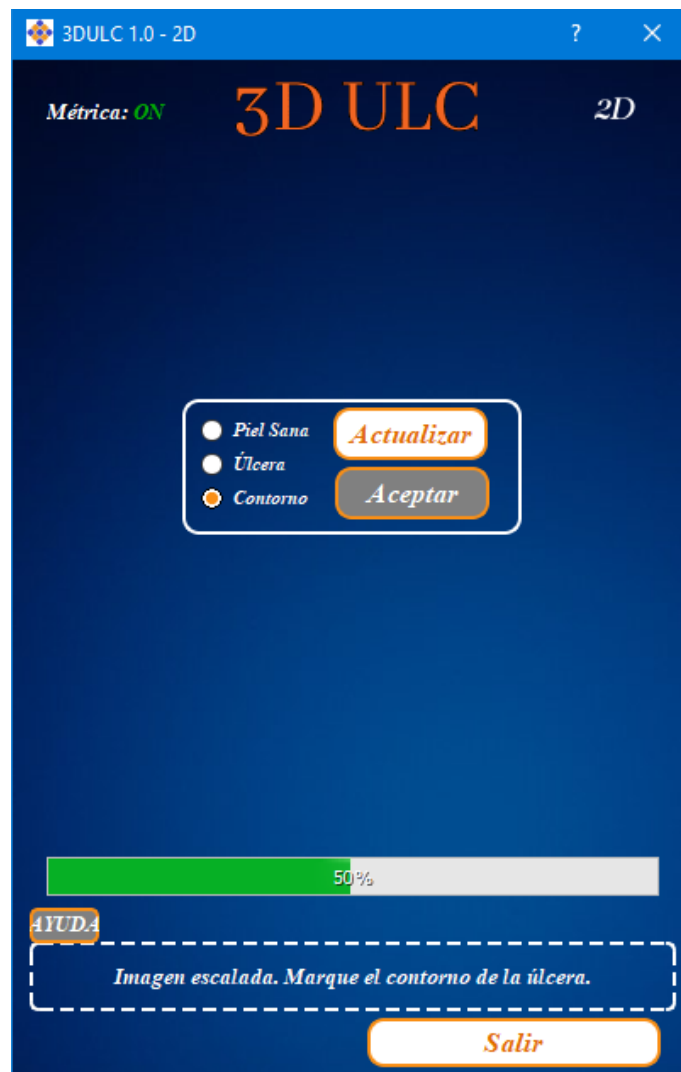 3DULC 1.0 - 2D
?
Métrica: ON
3D ULC
2D
Piel Sana
Actualizar
Úlcera
Contorno
Aceptar
50%
AYUDA
Imagen escalada. Marque el contorno de la úlcera.
Salir